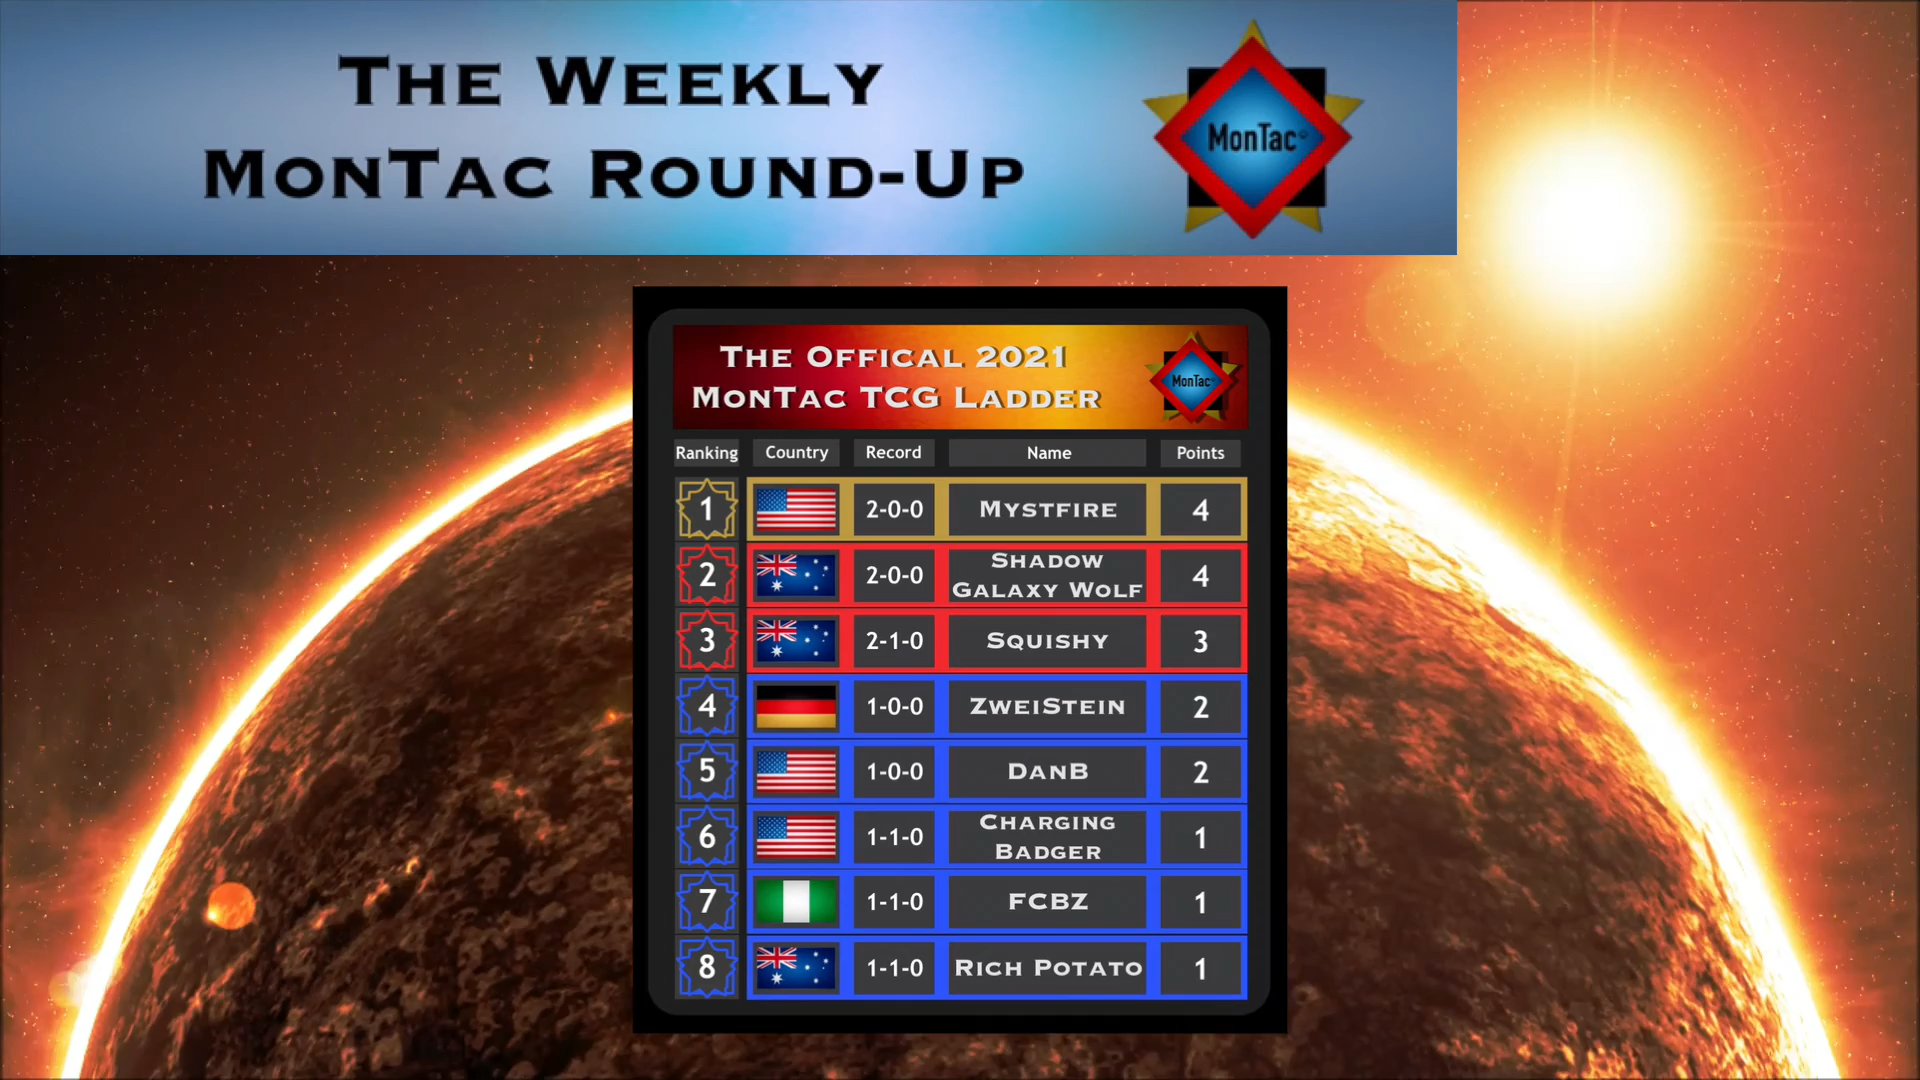 The Weekly
MonTac Round-Up
MonTac
The Offical 2021
MonTac TCG Ladder
MonTac
Ranking Country Record Name Points
1 2-0-0 Mystfire 4
2 2-0-0 Shadow
Galaxy Wolf 4
3 2-1-0 Squishy 3
4 1-0-0 ZweiStein 2
5 1-0-0 DanB 2
6 1-1-0 Charging
Badger 1
7 1-1-0 FCBZ 1
8 1-1-0 Rich Potato 1